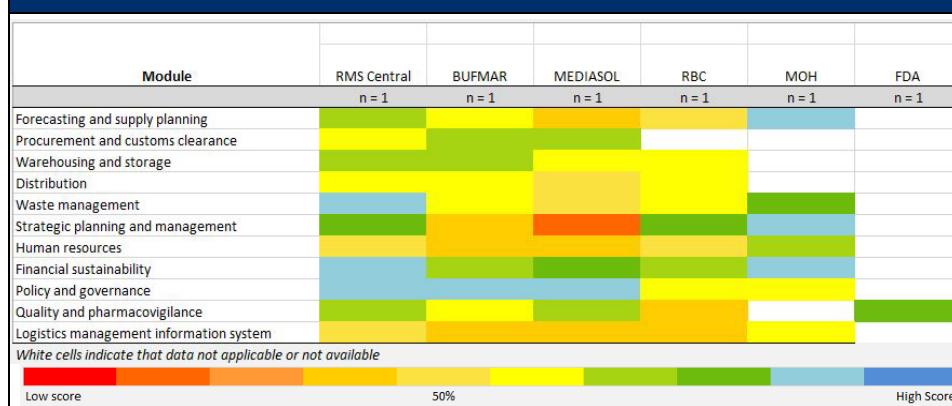 Module RMS Central BUFMAR MEDIASOL RBC MOH FDA
n = 1 n = 1 n = 1 n = 1 n = 1 n = 1
Forecasting and supply planning
Procurement and customs clearance
Warehousing and storage
Distribution
Waste management
Strategic planning and management
Human resources
Financial sustainability
Policy and governance
Quality and pharmacovigilance
Logistics management information system
White cells indicate that data not applicable or not available
Low score 50% High Score